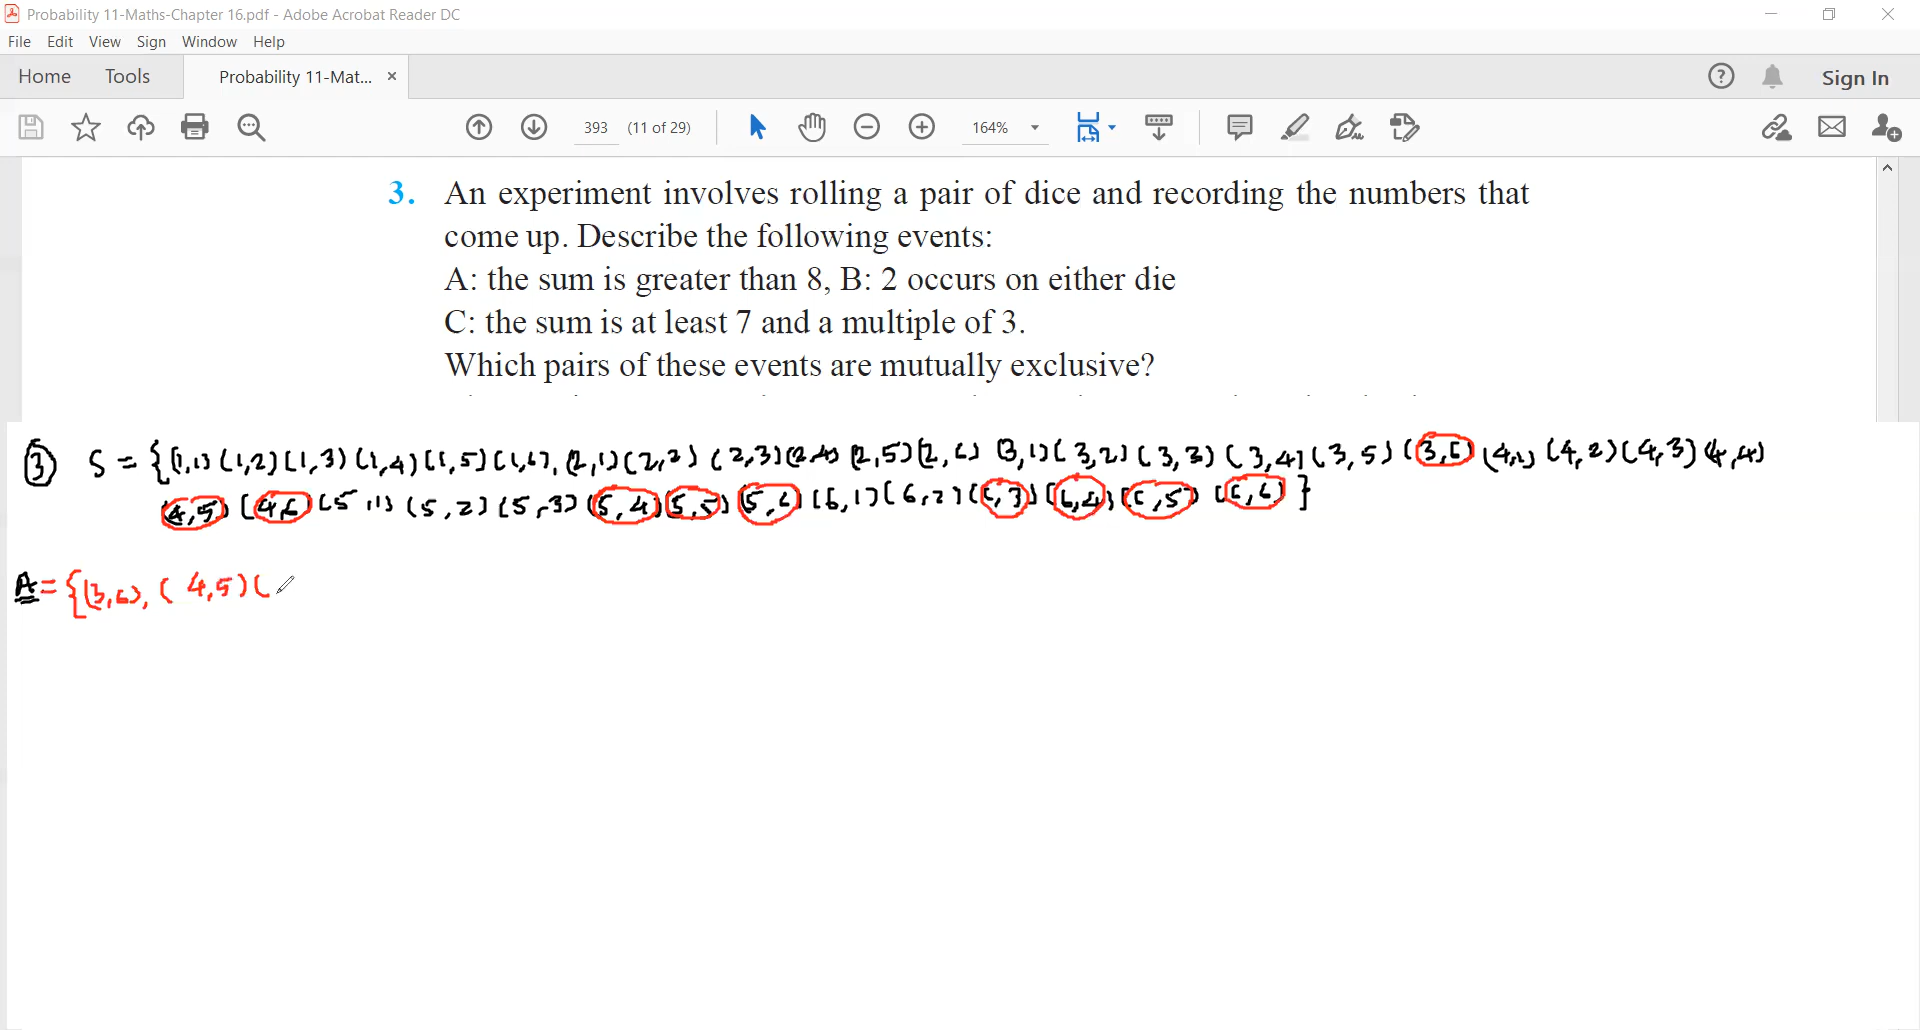 Probability 11-Maths-Chapter 16.pdf - Adobe Acrobat Reader DC
File Edit View Sign Window Help
Home Tools Probability 11-Mat... × Sign In
393 (11 of 29) 164%
3. An experiment involves rolling a pair of dice and recording the numbers that
come up. Describe the following events:
A: the sum is greater than 8, B: 2 occurs on either die
C: the sum is at least 7 and a multiple of 3.
Which pairs of these events are mutually exclusive?
3 S = {(1,1) (1,2) (1,3) (1,4) (1,5) (1,6), (2,1) (2,2) (2,3) (2,4) (2,5) (2,6) (3,1) (3,2) (3,3) (3,4) (3,5) (3,6) (4,1) (4,2) (4,3) (4,4)
(4,5) (4,6) (5,1) (5,2) (5,3) (5,4) (5,5) (5,6) (6,1) (6,2) (6,3) (6,4) (6,5) (6,6) }
A = {(3,6), (4,5) (